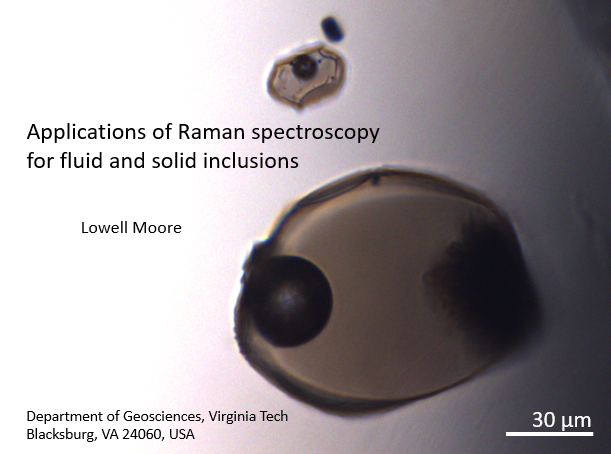 Applications of Raman spectroscopy
for fluid and solid inclusions
Lowell Moore
Department of Geosciences, Virginia Tech
Blacksburg, VA 24060, USA
30 µm